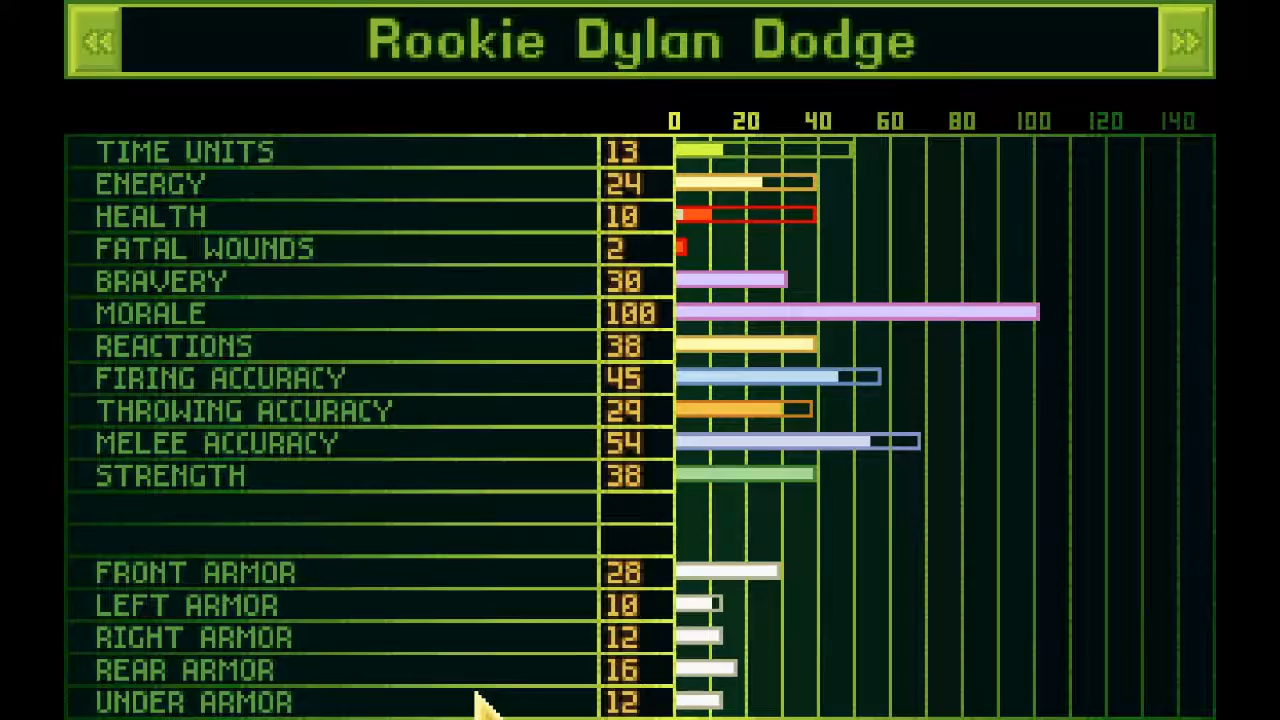 Rookie Dylan Dodge
0 20 40 60 80 100 120 140
TIME UNITS 13
ENERGY 24
HEALTH 10
FATAL WOUNDS 2
BRAVERY 30
MORALE 100
REACTIONS 38
FIRING ACCURACY 45
THROWING ACCURACY 29
MELEE ACCURACY 54
STRENGTH 38
FRONT ARMOR 28
LEFT ARMOR 10
RIGHT ARMOR 12
REAR ARMOR 16
UNDER ARMOR 12